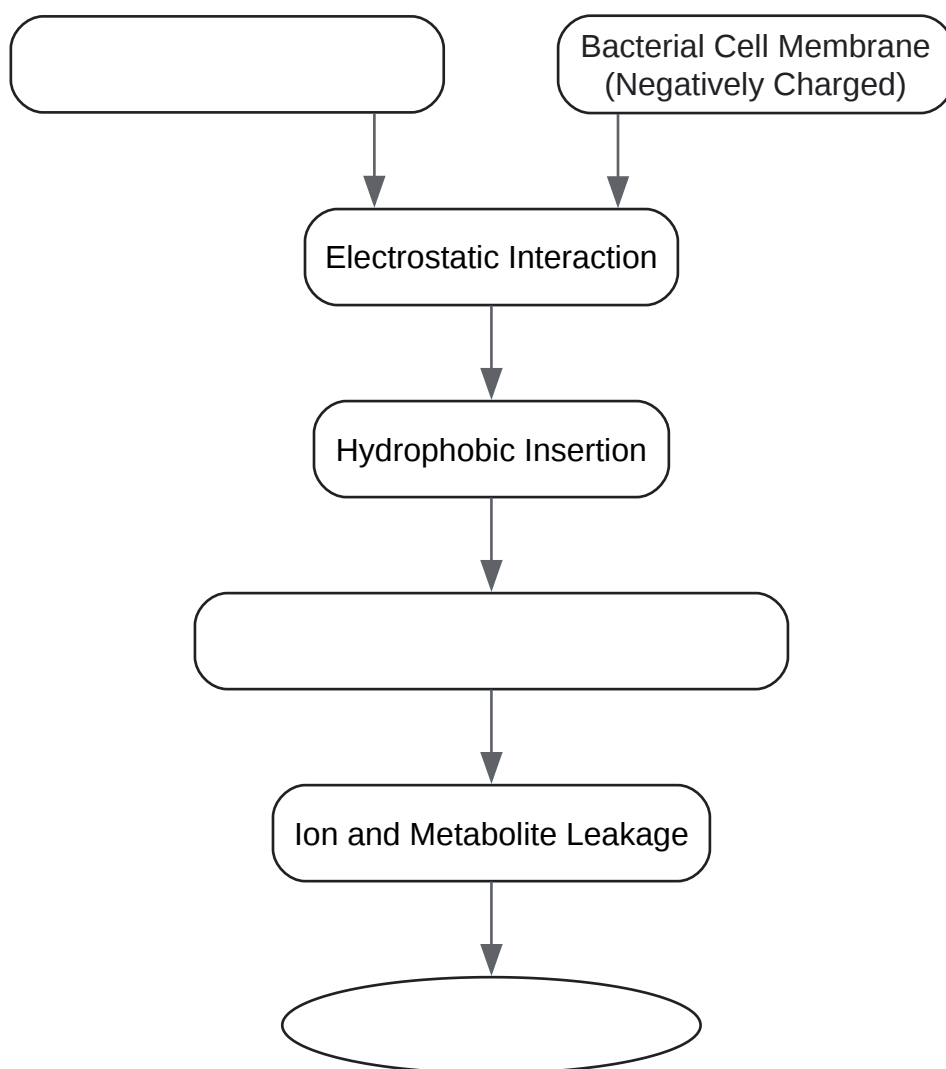 Bacterial Cell Membrane
(Negatively Charged)
Electrostatic Interaction
Hydrophobic Insertion
Ion and Metabolite Leakage